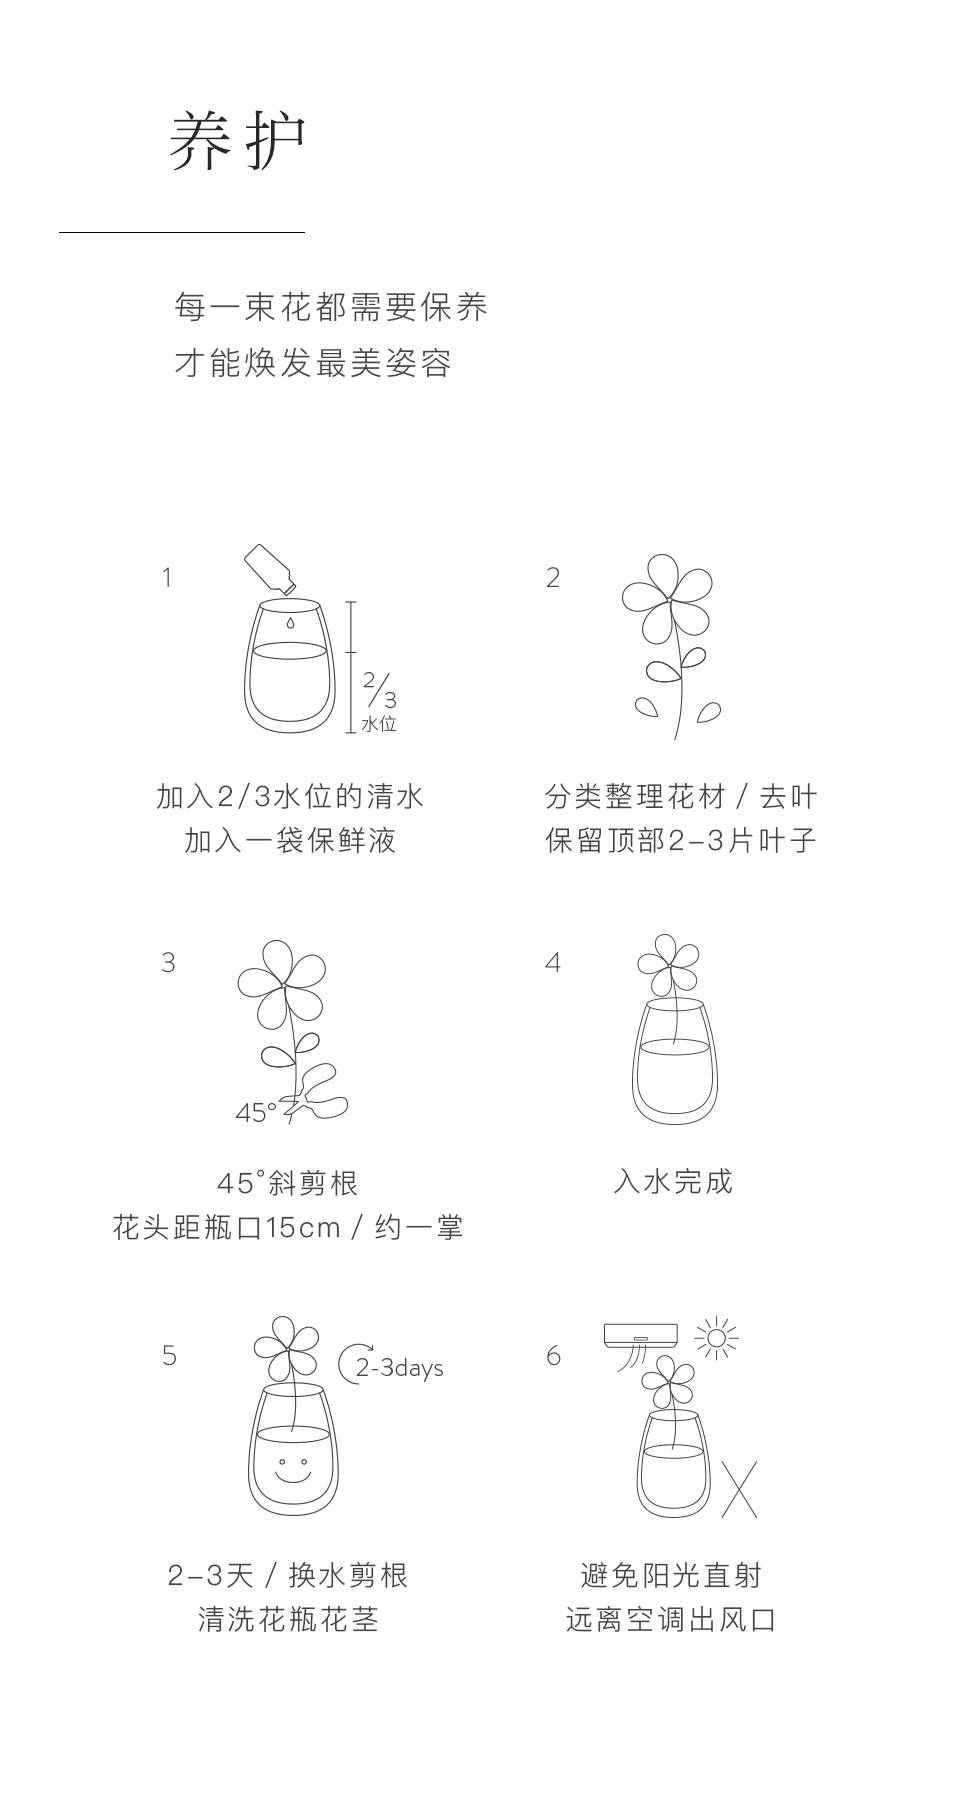 养护
每一束花都需要保养
才能焕发最美姿容
1
2/3
水位
加入2/3水位的清水
加入一袋保鲜液
2
分类整理花材 / 去叶
保留顶部2–3片叶子
3
45°
45°斜剪根
花头距瓶口15cm / 约一掌
4
入水完成
5
2-3days
2–3天 / 换水剪根
清洗花瓶花茎
6
避免阳光直射
远离空调出风口